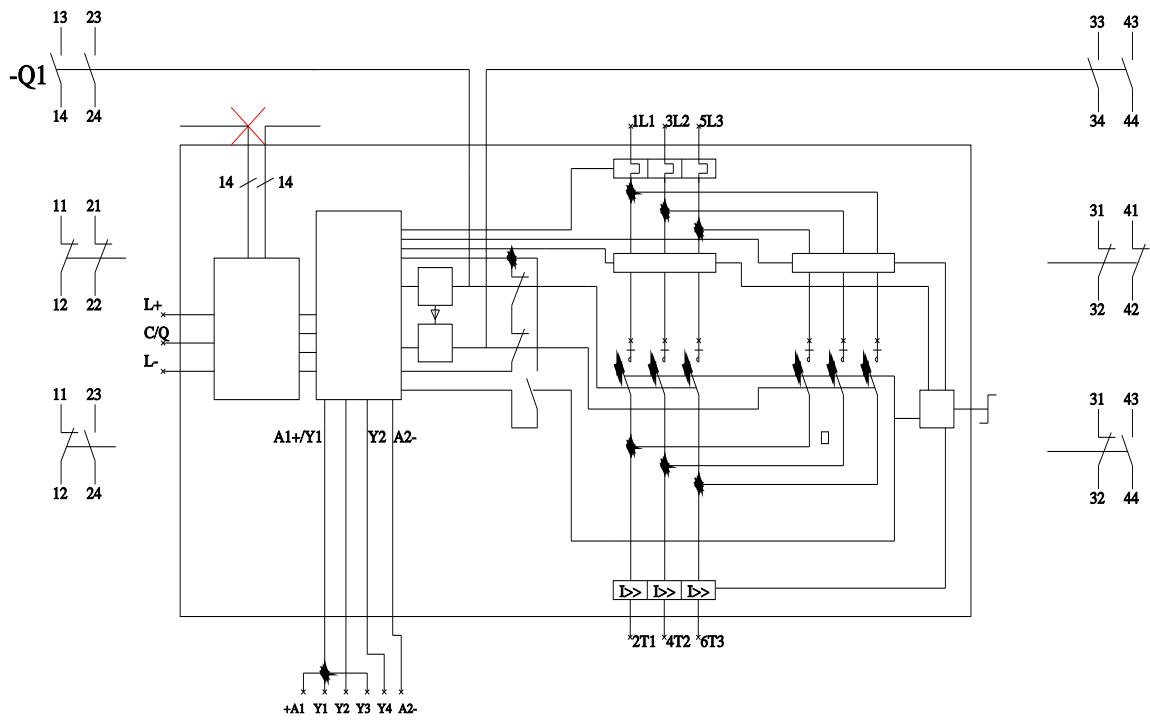 13 23
33 43
-Q1
14 24
34 44
1L1 3L2 5L3
14 14
11 21
31 41
12 22
32 42
L+
C/Q
L-
11 23
31 43
A1+/Y1 Y2 A2-
12 24
32 44
I>> I>> I>>
2T1 4T2 6T3
+A1 Y1 Y2 Y3 Y4 A2-